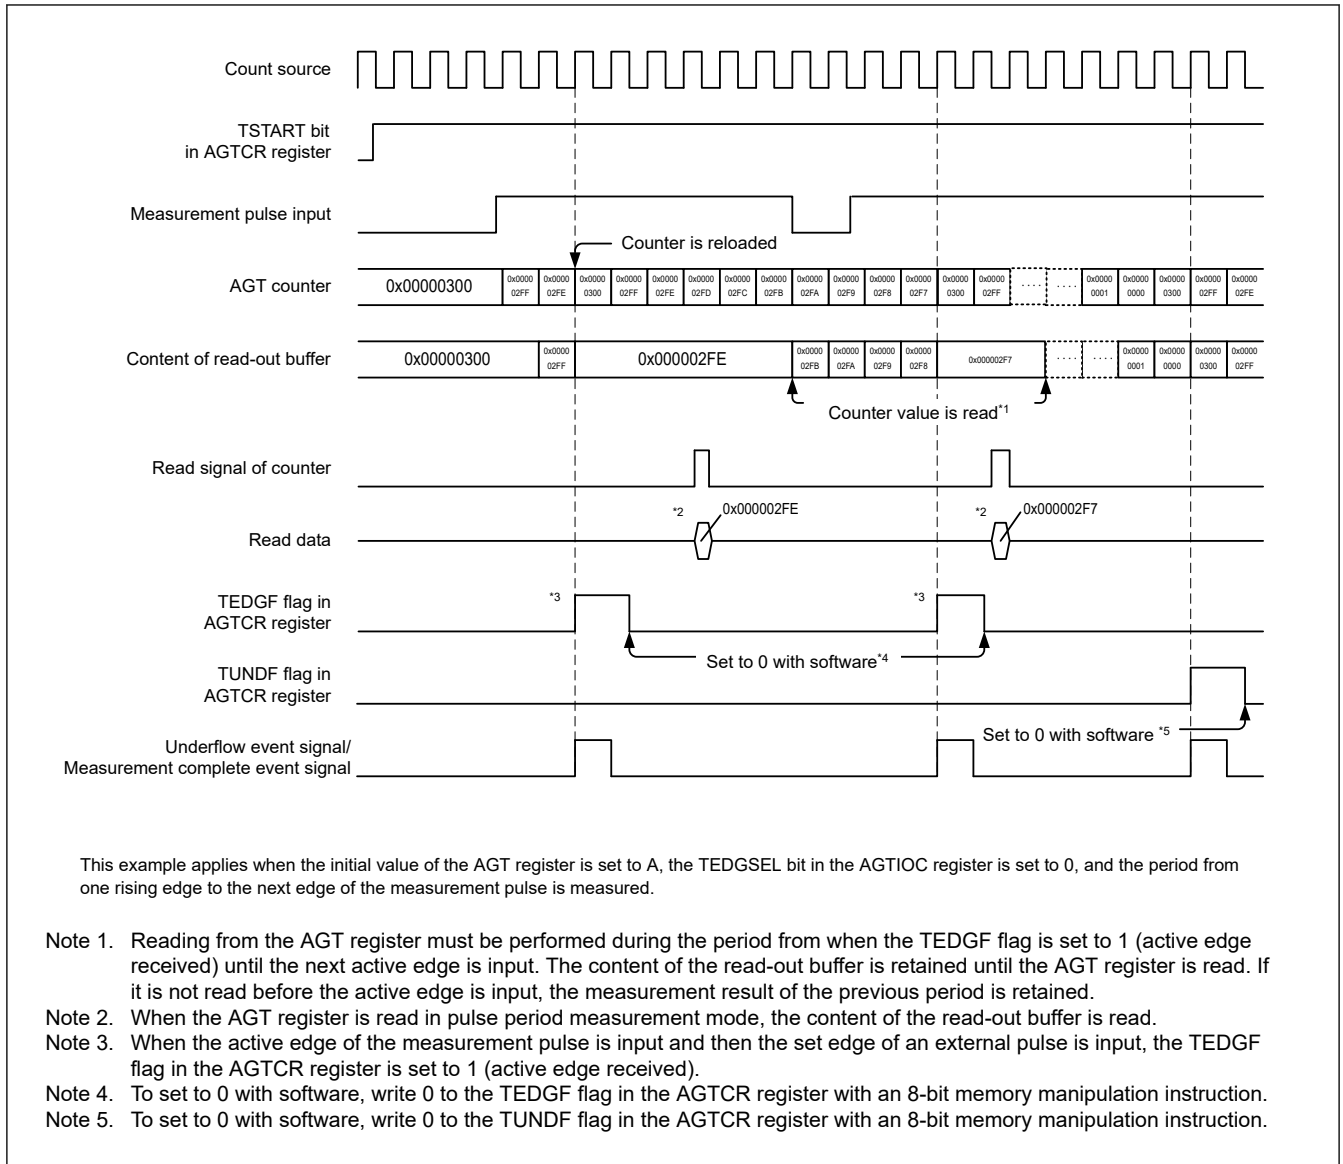 Count source
TSTART bit
in AGTCR register
Measurement pulse input
Counter is reloaded
AGT counter
0x00000300
0x0000 02FF
0x0000 02FE
0x0000 0300
0x0000 02FF
0x0000 02FE
0x0000 02FD
0x0000 02FC
0x0000 02FB
0x0000 02FA
0x0000 02F9
0x0000 02F8
0x0000 02F7
0x0000 0300
0x0000 02FF
....
....
0x0000 0001
0x0000 0000
0x0000 0300
0x0000 02FF
0x0000 02FE
Content of read-out buffer
0x00000300
0x0000 02FF
0x000002FE
0x0000 02FB
0x0000 02FA
0x0000 02F9
0x0000 02F8
0x000002F7
....
....
0x0000 0001
0x0000 0000
0x0000 0300
0x0000 02FF
Counter value is read*1
Read signal of counter
*2
0x000002FE
*2
0x000002F7
Read data
TEDGF flag in
AGTCR register
*3
*3
Set to 0 with software*4
TUNDF flag in
AGTCR register
Set to 0 with software *5
Underflow event signal/
Measurement complete event signal
This example applies when the initial value of the AGT register is set to A, the TEDGSEL bit in the AGTIOC register is set to 0, and the period from
one rising edge to the next edge of the measurement pulse is measured.
Note 1. Reading from the AGT register must be performed during the period from when the TEDGF flag is set to 1 (active edge
received) until the next active edge is input. The content of the read-out buffer is retained until the AGT register is read. If
it is not read before the active edge is input, the measurement result of the previous period is retained.
Note 2. When the AGT register is read in pulse period measurement mode, the content of the read-out buffer is read.
Note 3. When the active edge of the measurement pulse is input and then the set edge of an external pulse is input, the TEDGF
flag in the AGTCR register is set to 1 (active edge received).
Note 4. To set to 0 with software, write 0 to the TEDGF flag in the AGTCR register with an 8-bit memory manipulation instruction.
Note 5. To set to 0 with software, write 0 to the TUNDF flag in the AGTCR register with an 8-bit memory manipulation instruction.